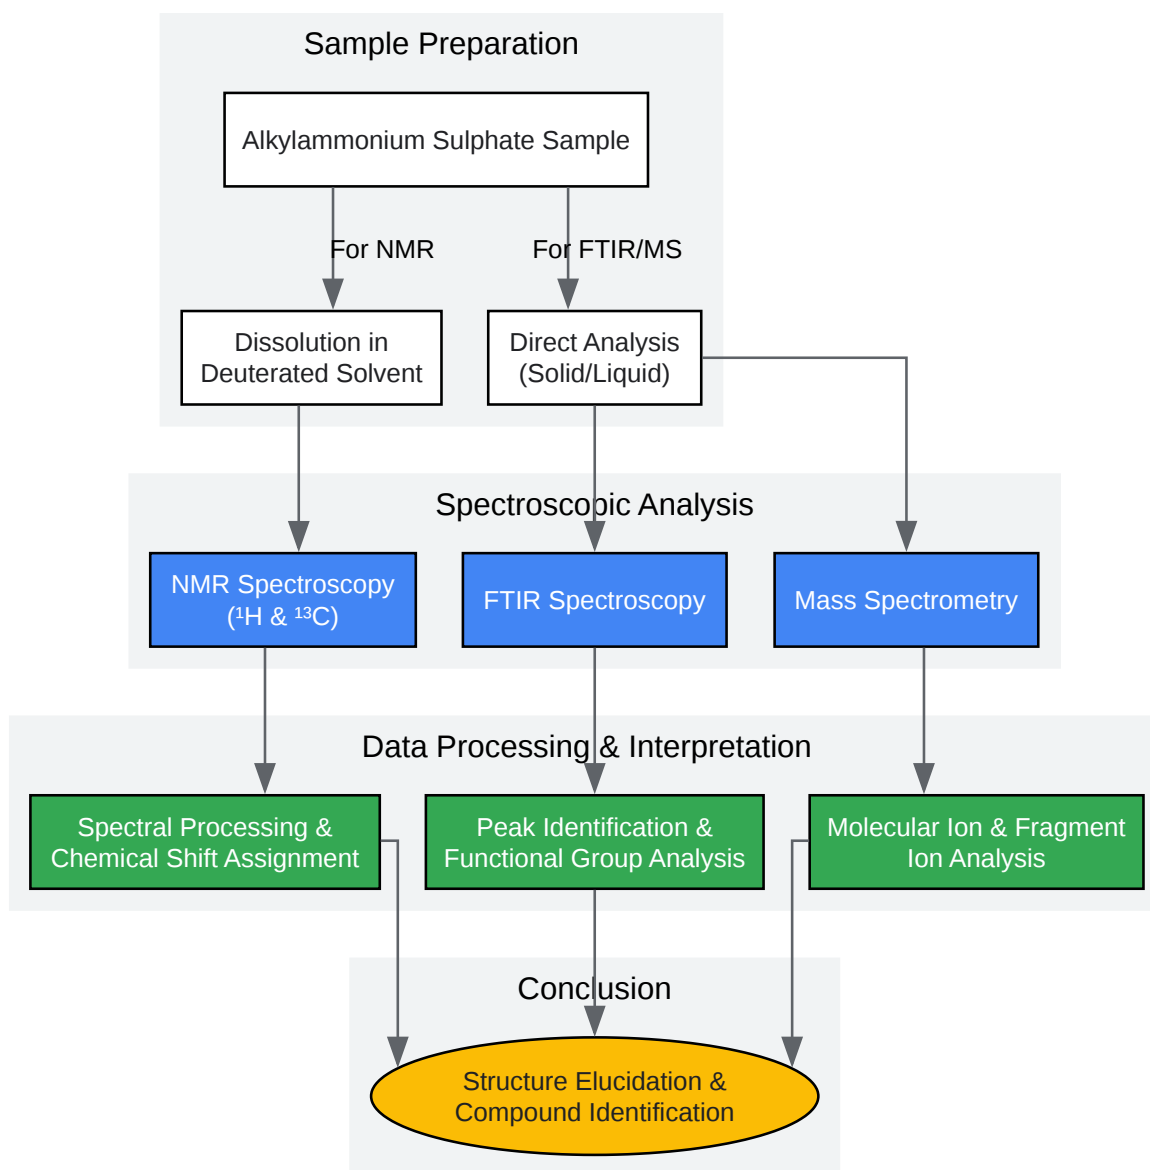 Sample Preparation
Alkylammonium Sulphate Sample
For NMR
For FTIR/MS
Dissolution in
Deuterated Solvent
Direct Analysis
(Solid/Liquid)
Spectroscopic Analysis
NMR Spectroscopy
(¹H & ¹³C)
FTIR Spectroscopy
Mass Spectrometry
Data Processing & Interpretation
Spectral Processing &
Chemical Shift Assignment
Peak Identification &
Functional Group Analysis
Molecular Ion & Fragment
Ion Analysis
Conclusion
Structure Elucidation &
Compound Identification